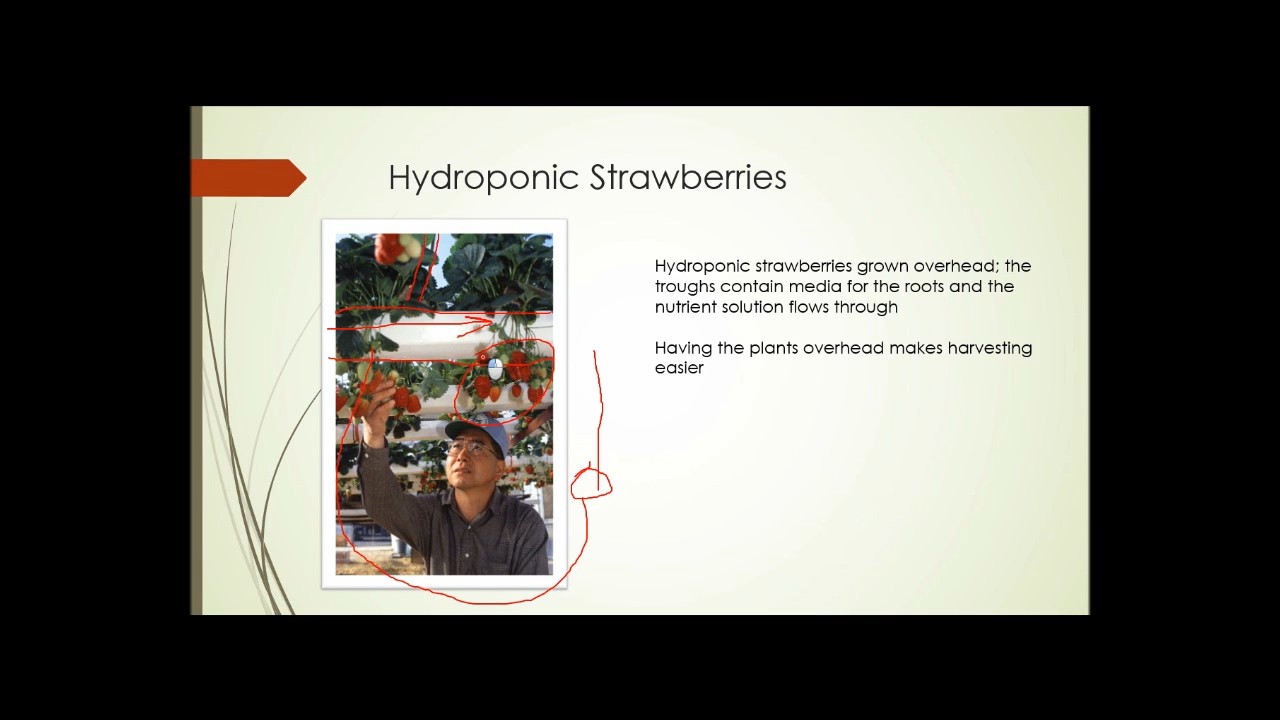 Hydroponic Strawberries
Hydroponic strawberries grown overhead; the
troughs contain media for the roots and the
nutrient solution flows through
Having the plants overhead makes harvesting
easier